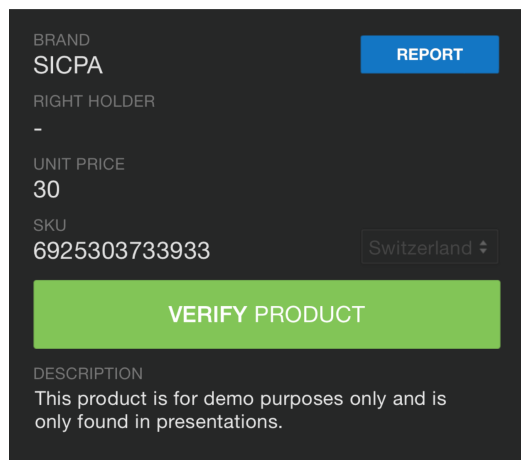 BRAND
SICPA
REPORT
RIGHT HOLDER
-
UNIT PRICE
30
SKU
6925303733933
Switzerland
VERIFY PRODUCT
DESCRIPTION
This product is for demo purposes only and is
only found in presentations.